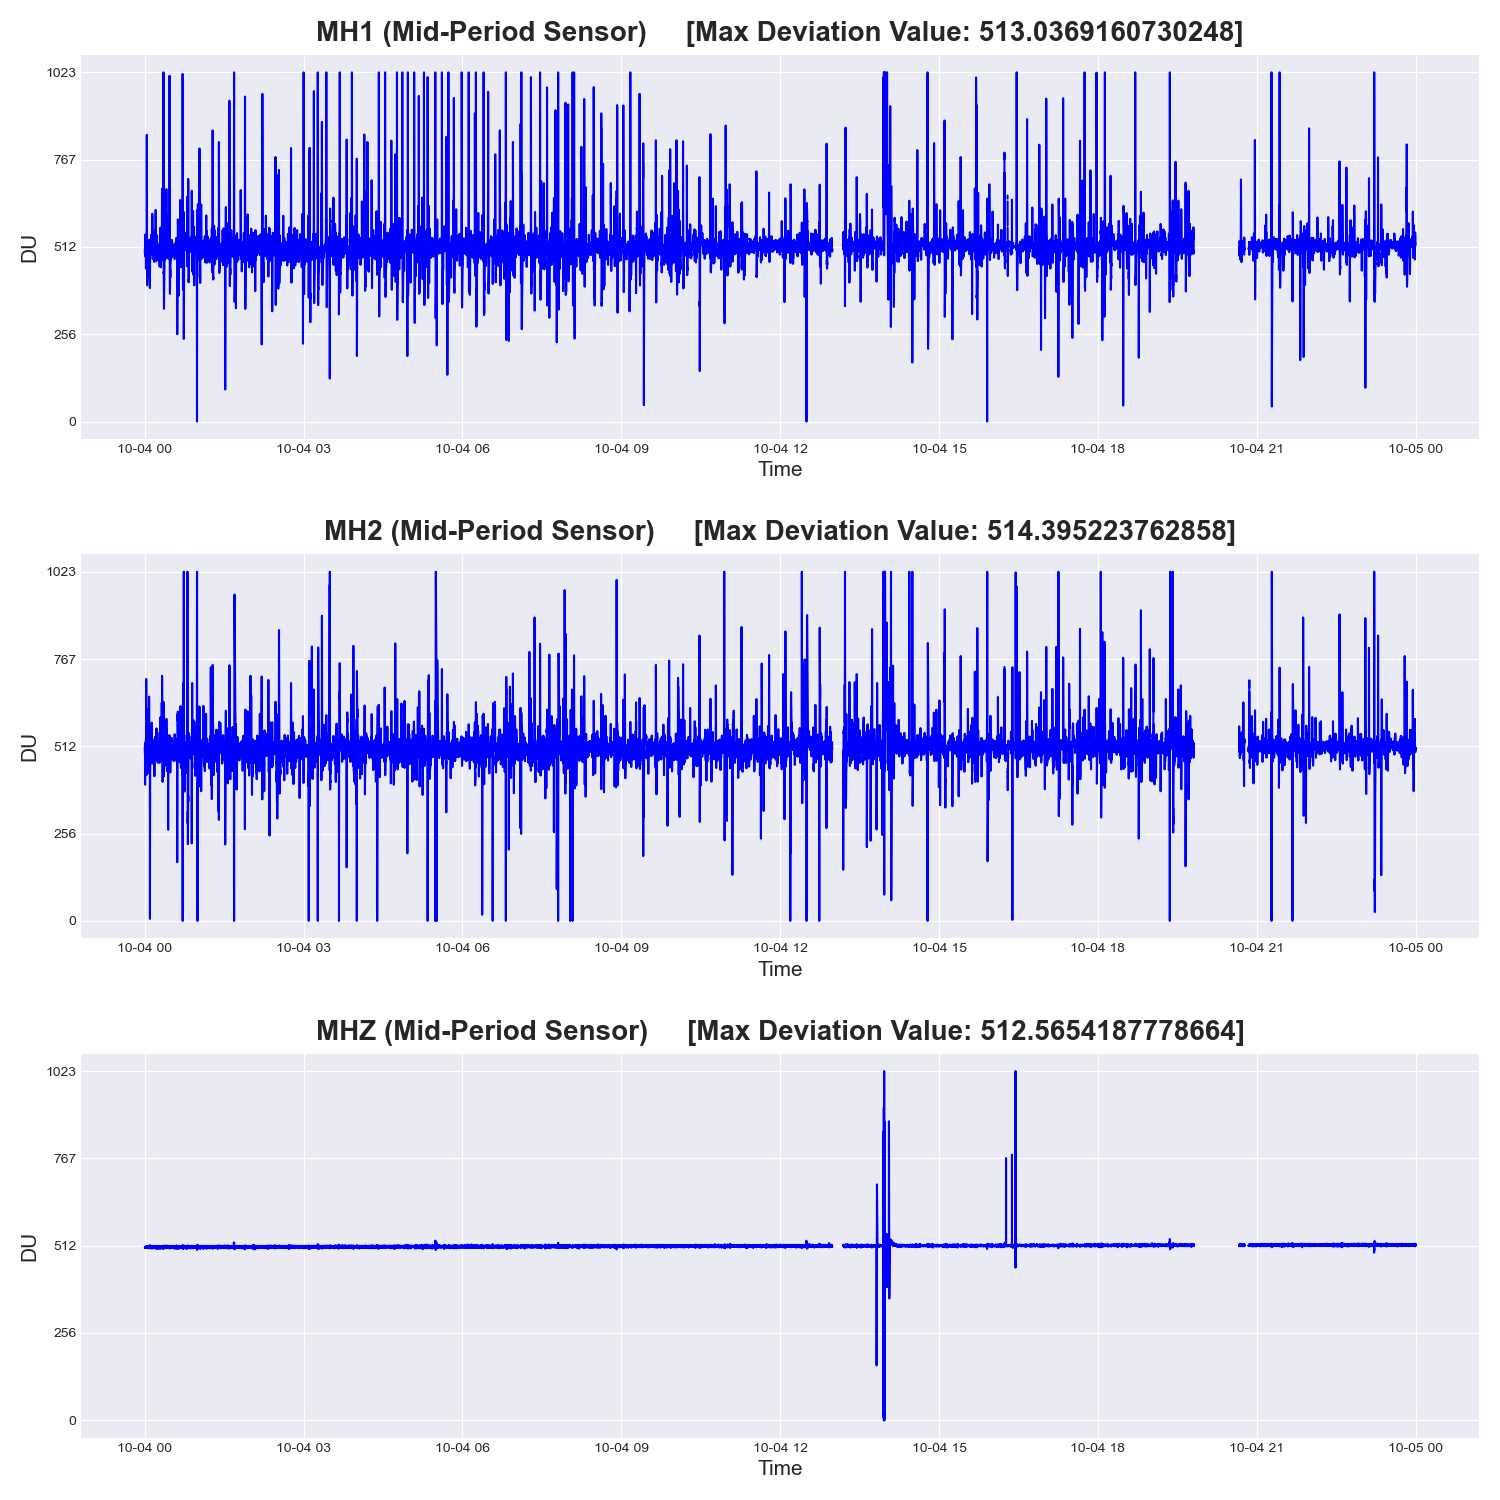 MH1 (Mid-Period Sensor) [Max Deviation Value: 513.0369160730248]
1023
767
512
256
0
DU
10-04 00 10-04 03 10-04 06 10-04 09 10-04 12 10-04 15 10-04 18 10-04 21 10-05 00
Time
MH2 (Mid-Period Sensor) [Max Deviation Value: 514.395223762858]
1023
767
512
256
0
DU
10-04 00 10-04 03 10-04 06 10-04 09 10-04 12 10-04 15 10-04 18 10-04 21 10-05 00
Time
MHZ (Mid-Period Sensor) [Max Deviation Value: 512.5654187778664]
1023
767
512
256
0
DU
10-04 00 10-04 03 10-04 06 10-04 09 10-04 12 10-04 15 10-04 18 10-04 21 10-05 00
Time